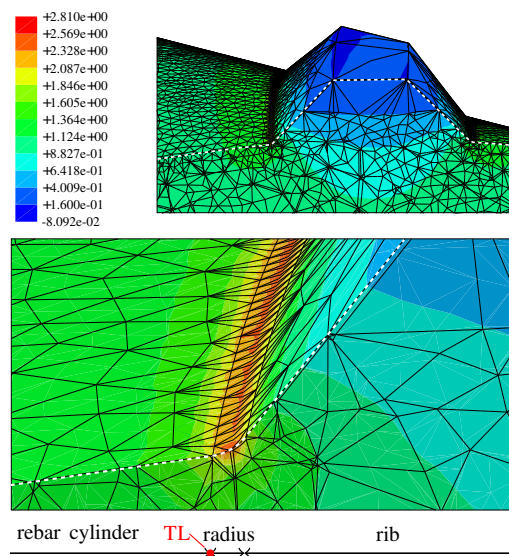 +2.810e+00
+2.569e+00
+2.328e+00
+2.087e+00
+1.846e+00
+1.605e+00
+1.364e+00
+1.124e+00
+8.827e-01
+6.418e-01
+4.009e-01
+1.600e-01
-8.092e-02
rebar cylinder TL radius rib